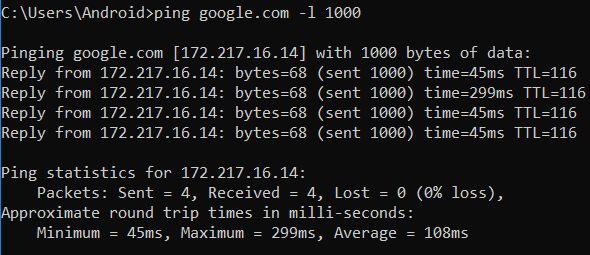 C:\Users\Android>ping google.com -l 1000
Pinging google.com [172.217.16.14] with 1000 bytes of data:
Reply from 172.217.16.14: bytes=68 (sent 1000) time=45ms TTL=116
Reply from 172.217.16.14: bytes=68 (sent 1000) time=299ms TTL=116
Reply from 172.217.16.14: bytes=68 (sent 1000) time=45ms TTL=116
Reply from 172.217.16.14: bytes=68 (sent 1000) time=45ms TTL=116
Ping statistics for 172.217.16.14:
Packets: Sent = 4, Received = 4, Lost = 0 (0% loss),
Approximate round trip times in milli-seconds:
Minimum = 45ms, Maximum = 299ms, Average = 108ms